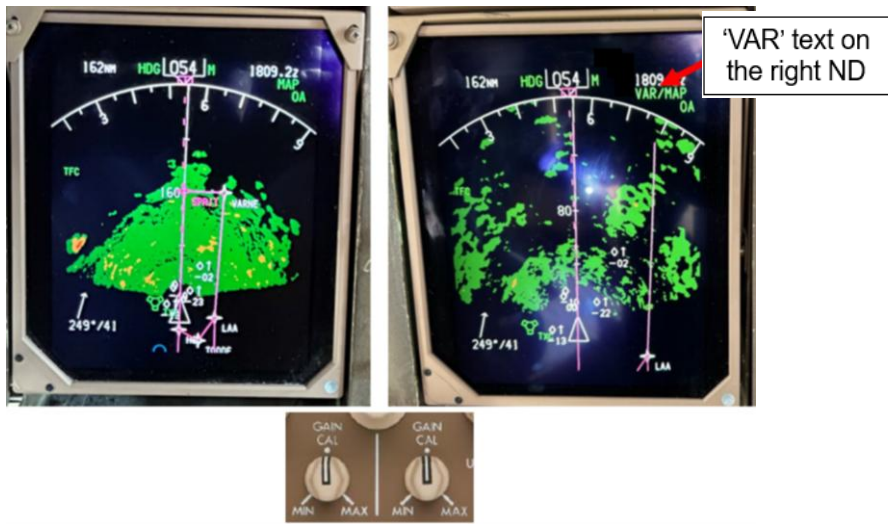 162NM HDG 054 M 1809.2z
MAP
OA
3 6 9
TFC
160
VARNE
-02
-23
249°/41
LAA
162NM HDG 054 M 1809
VAR/MAP
OA
3 6 9
TFC
80
-02
-22
-13
249°/41
LAA
'VAR' text on
the right ND
GAIN GAIN
CAL CAL
MIN MAX MIN MAX